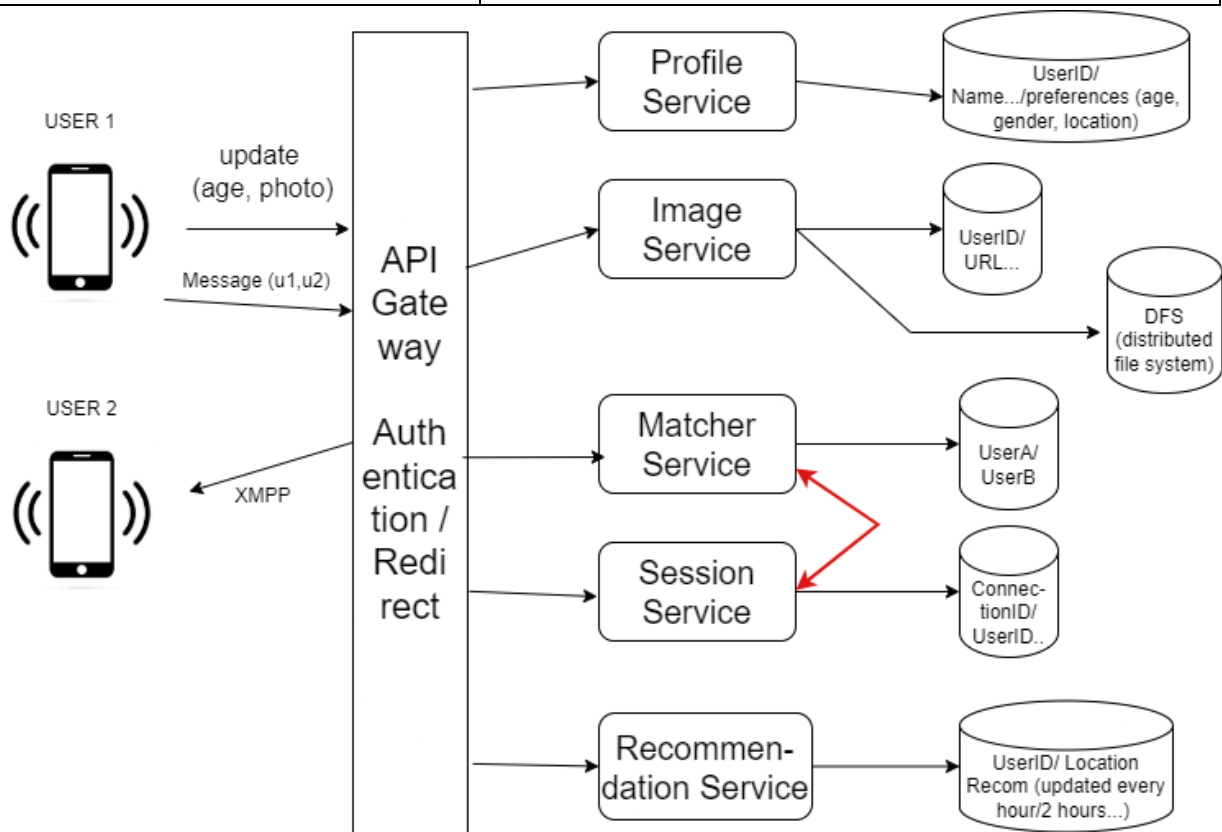 USER 1
update
(age, photo)
Message (u1,u2)
USER 2
XMPP
API
Gate
way
Auth
entica
tion /
Redi
rect
Profile
Service
UserID/
Name.../preferences (age,
gender, location)
Image
Service
UserID/
URL...
DFS
(distributed
file system)
Matcher
Service
UserA/
UserB
Session
Service
Connec-
tionID/
UserID..
Recommen-
dation Service
UserID/ Location
Recom (updated every
hour/2 hours...)